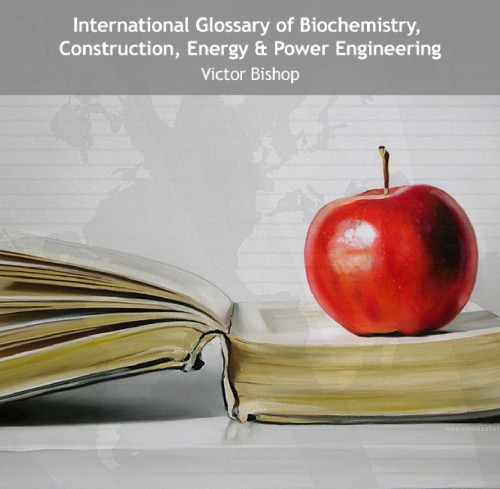 International Glossary of Biochemistry,
Construction, Energy & Power Engineering
Victor Bishop